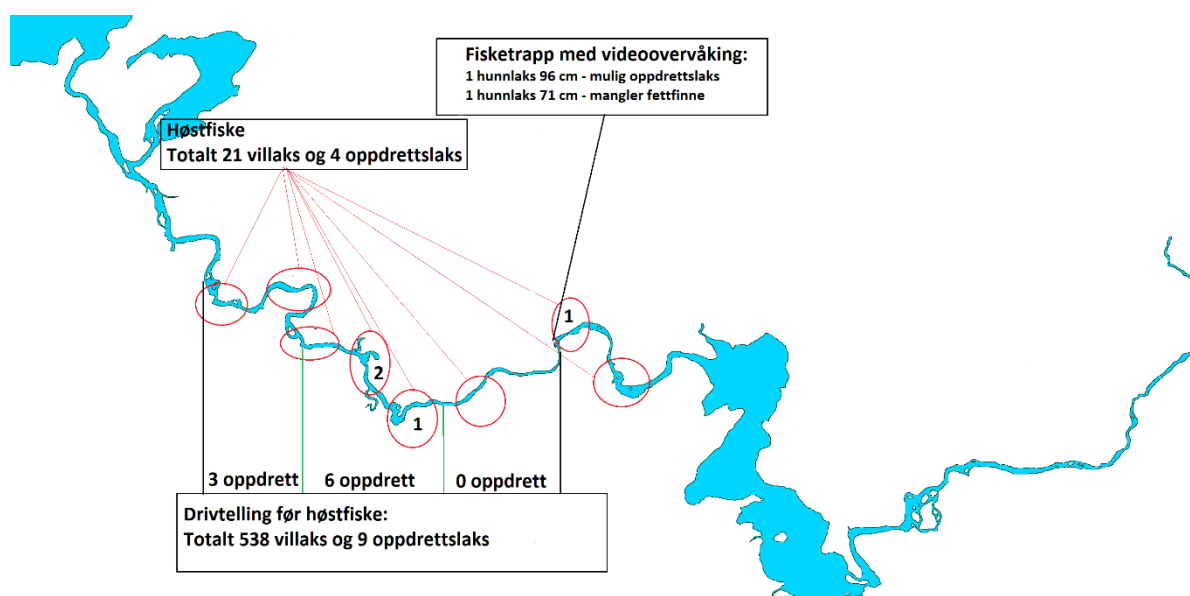 Fisketrapp med videoovervåking:
1 hunnlaks 96 cm - mulig oppdrettslaks
1 hunnlaks 71 cm - mangler fettfinne
Høstfiske
Totalt 21 villaks og 4 oppdrettslaks
1
2
1
3 oppdrett
6 oppdrett
0 oppdrett
Drivtelling før høstfiske:
Totalt 538 villaks og 9 oppdrettslaks